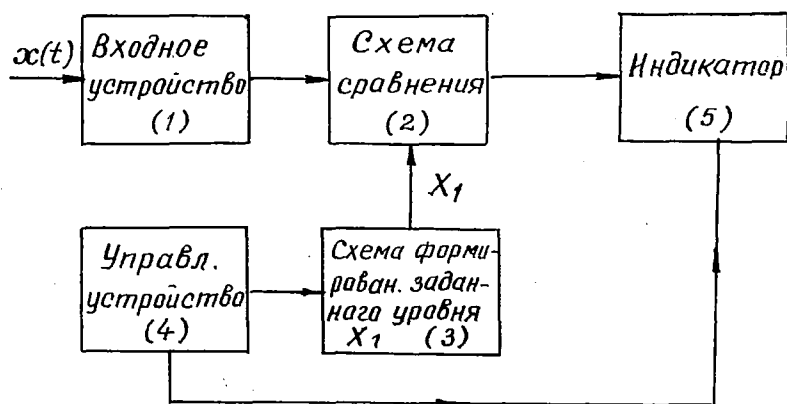 x(t)
Входное
устройство
(1)
Схема
сравнения
(2)
Индикатор
(5)
X1
Управл.
устройство
(4)
Схема форми-
рован. задан-
ного уровня
X1 (3)